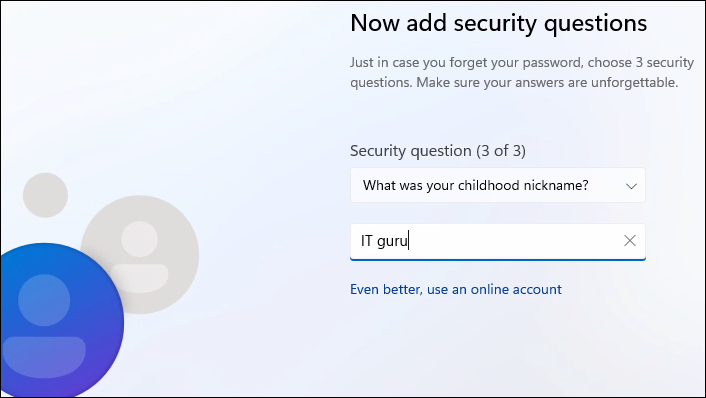 Now add security questions
Just in case you forget your password, choose 3 security
questions. Make sure your answers are unforgettable.
Security question (3 of 3)
What was your childhood nickname?
IT guru
Even better, use an online account